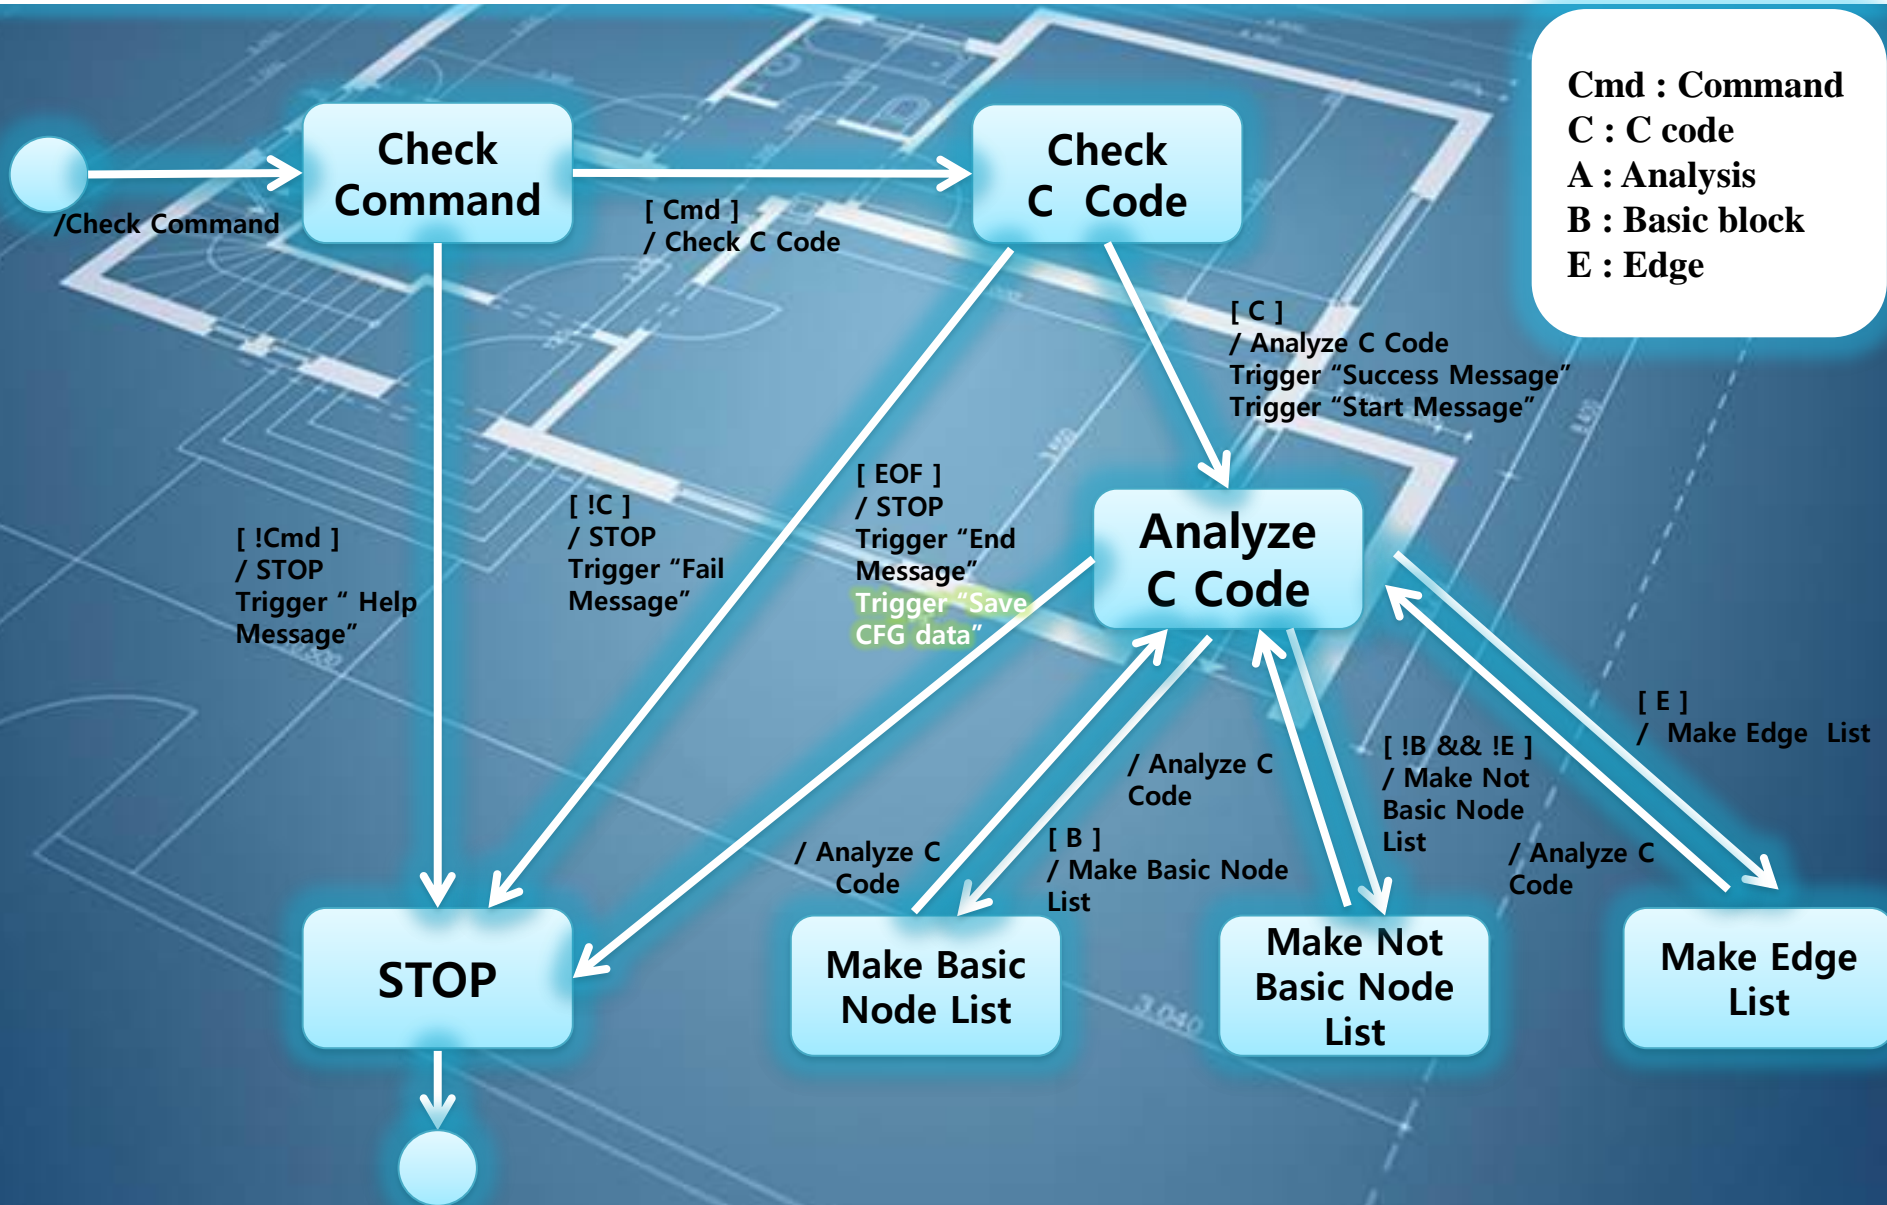 Cmd : Command
C : C code
A : Analysis
B : Basic block
E : Edge
Check
Command
Check
C Code
/Check Command
[ Cmd ]
/ Check C Code
[ C ]
/ Analyze C Code
Trigger “Success Message”
Trigger “Start Message”
[ !Cmd ]
/ STOP
Trigger “ Help
Message”
[ !C ]
/ STOP
Trigger “Fail
Message”
[ EOF ]
/ STOP
Trigger “End
Message”
Trigger “Save
CFG data”
Analyze
C Code
[ E ]
/ Make Edge List
[ !B && !E ]
/ Make Not
Basic Node
List
/ Analyze C
Code
/ Analyze C
Code
[ B ]
/ Make Basic Node
List
/ Analyze C
Code
STOP
Make Basic
Node List
Make Not
Basic Node
List
Make Edge
List
3.040